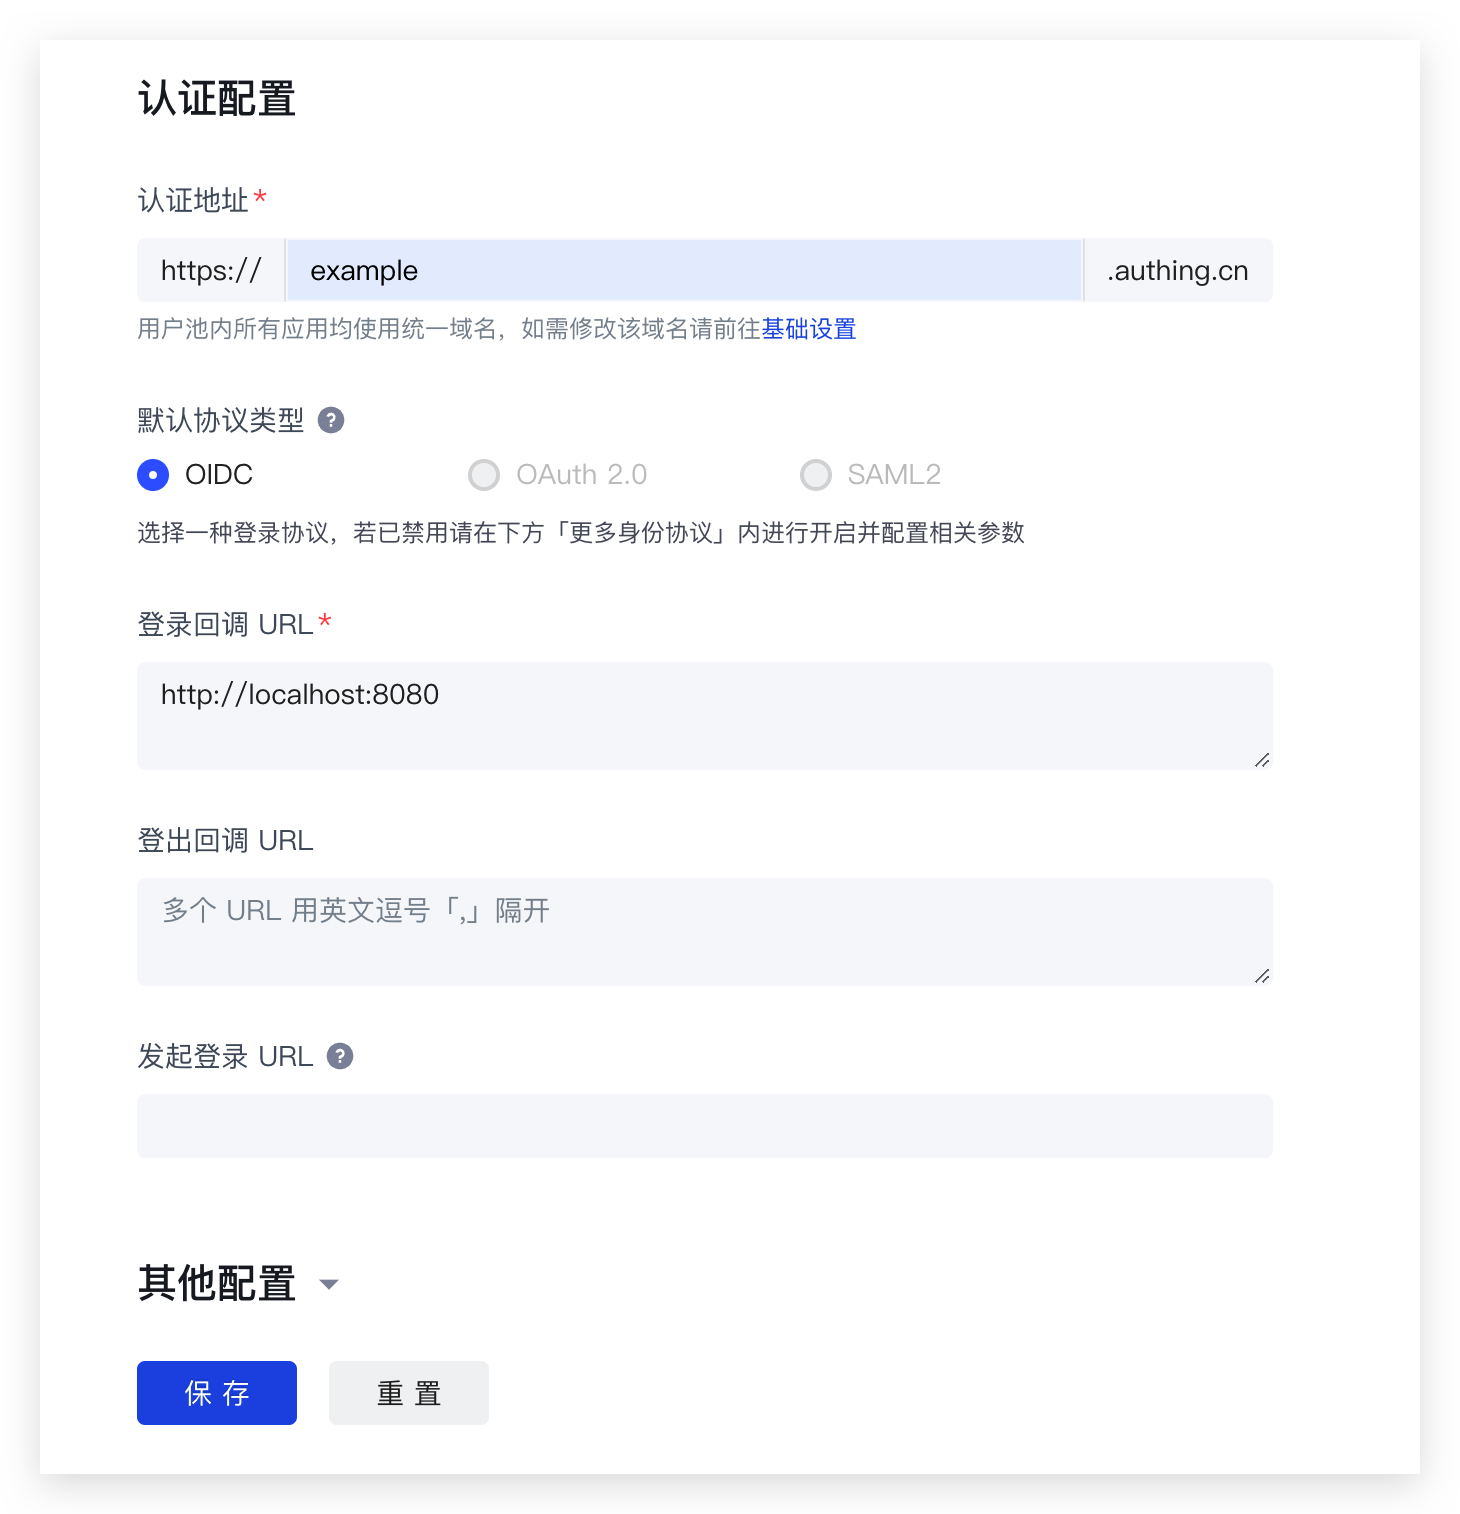 认证配置
认证地址*
https:// example .authing.cn
用户池内所有应用均使用统一域名，如需修改该域名请前往基础设置
默认协议类型 ?
OIDC OAuth 2.0 SAML2
选择一种登录协议，若已禁用请在下方「更多身份协议」内进行开启并配置相关参数
登录回调 URL*
http://localhost:8080
登出回调 URL
多个 URL 用英文逗号「,」隔开
发起登录 URL ?
其他配置
保 存 重 置